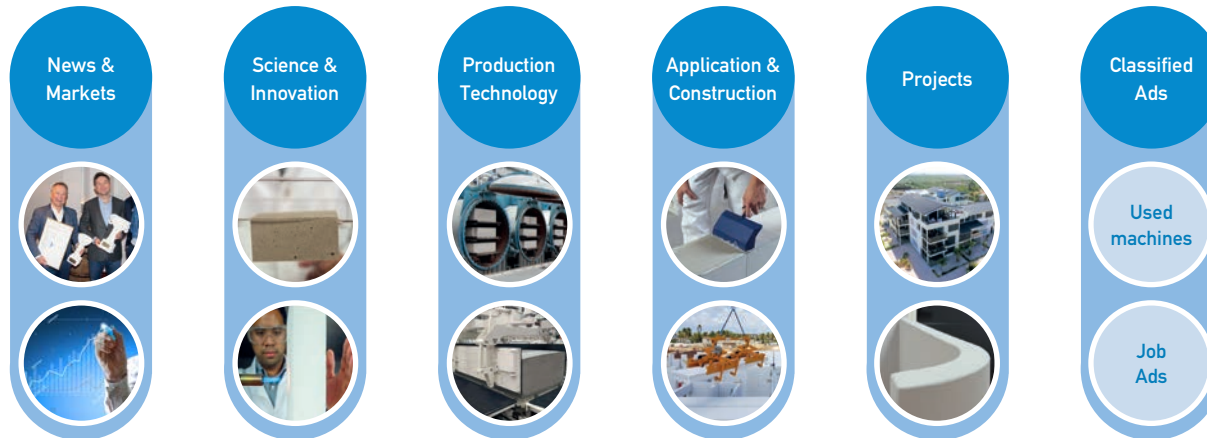 News &
Markets
Science &
Innovation
Production
Technology
Application &
Construction
Projects
Classified
Ads
Used
machines
Job
Ads